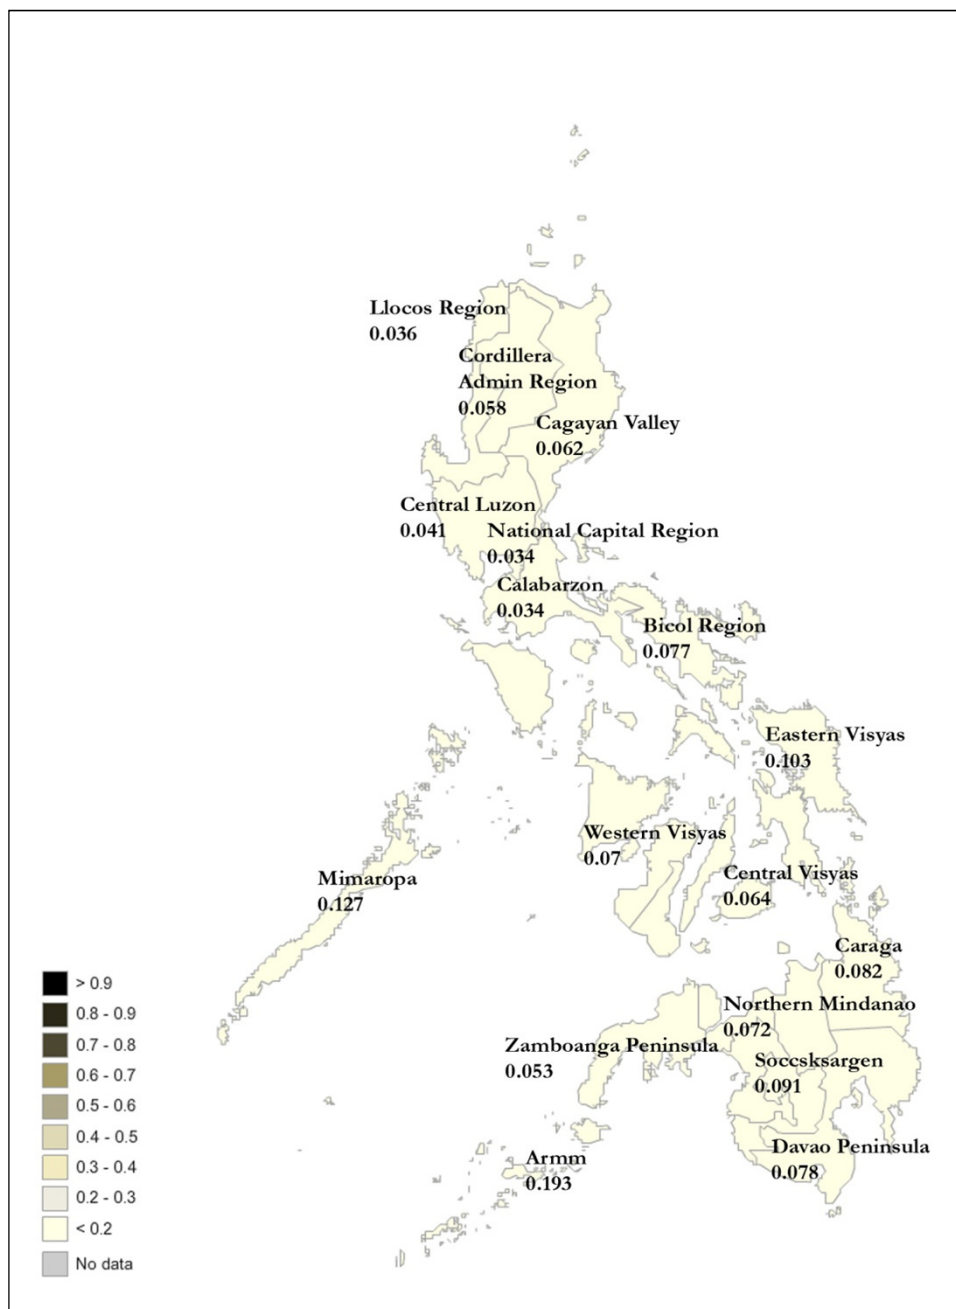 Llocos Region
0.036
Cordillera
Admin Region
0.058
Cagayan Valley
0.062
Central Luzon
0.041
National Capital Region
0.034
Calabarzon
0.034
Bicol Region
0.077
Eastern Visyas
0.103
Western Visyas
0.07
Central Visyas
0.064
Mimaropa
0.127
Caraga
0.082
Northern Mindanao
0.072
Zamboanga Peninsula
0.053
Soccsksargen
0.091
Davao Peninsula
0.078
Armm
0.193
> 0.9
0.8 - 0.9
0.7 - 0.8
0.6 - 0.7
0.5 - 0.6
0.4 - 0.5
0.3 - 0.4
0.2 - 0.3
< 0.2
No data